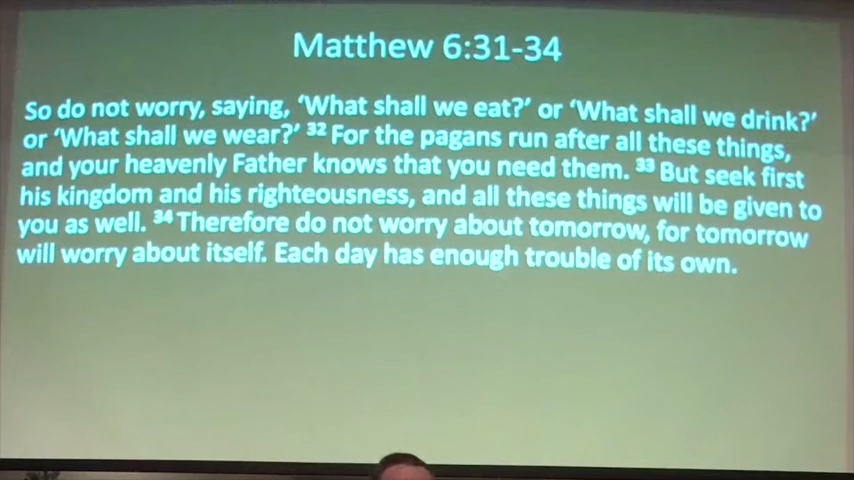 Matthew 6:31-34
So do not worry, saying, ‘What shall we eat?’ or ‘What shall we drink?’
or ‘What shall we wear?’ 32 For the pagans run after all these things,
and your heavenly Father knows that you need them. 33 But seek first
his kingdom and his righteousness, and all these things will be given to
you as well. 34 Therefore do not worry about tomorrow, for tomorrow
will worry about itself. Each day has enough trouble of its own.